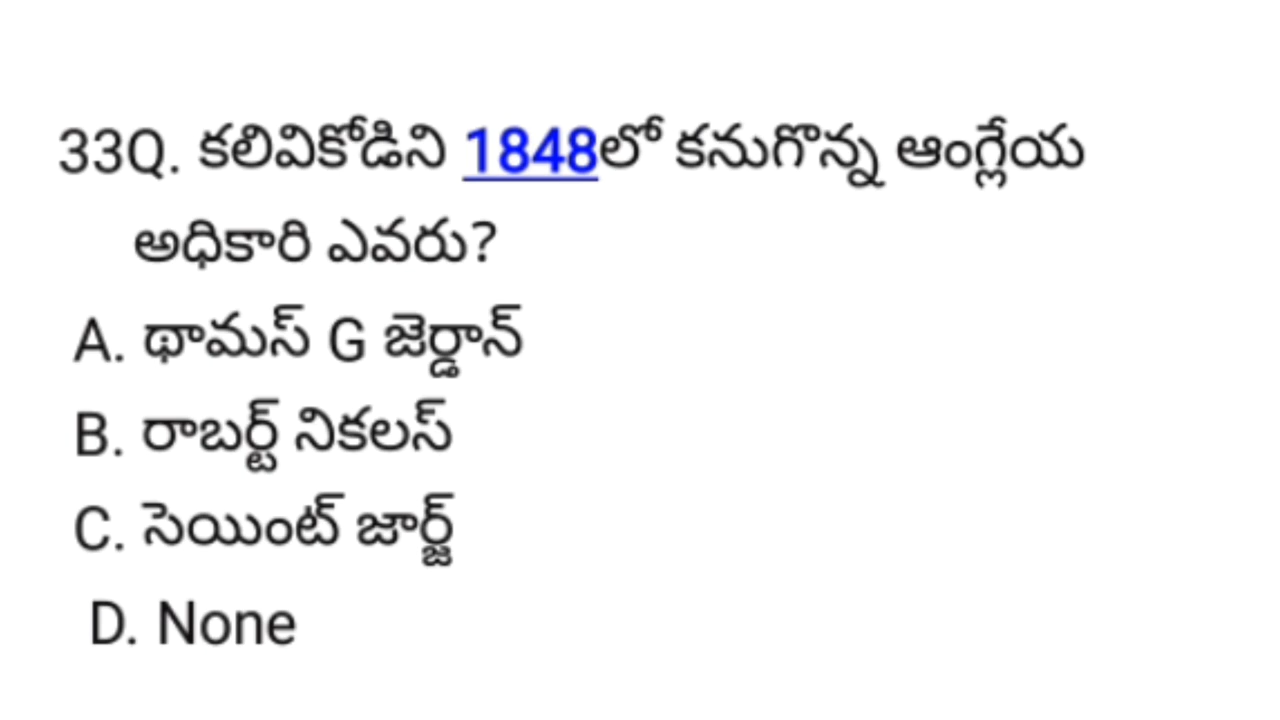 33Q. కలివికోడిని 1848లో కనుగొన్న ఆంగ్లేయ
అధికారి ఎవరు?
A. థామస్ G జెర్డాన్
B. రాబర్ట్ నికలస్
C. సెయింట్ జార్జ్
D. None